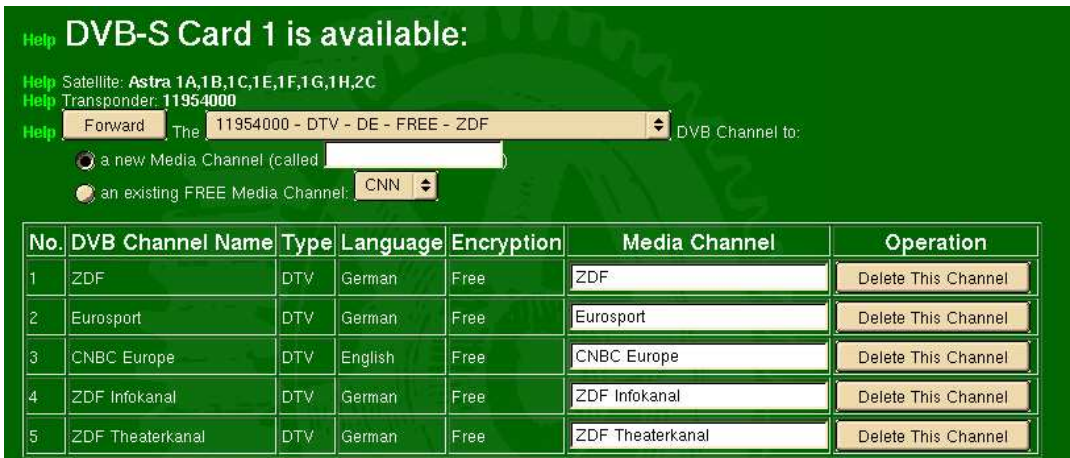 Help DVB-S Card 1 is available:
Help Satellite: Astra 1A,1B,1C,1E,1F,1G,1H,2C
Help Transponder: 11954000
Help Forward The 11954000 - DTV - DE - FREE - ZDF DVB Channel to:
a new Media Channel (called )
an existing FREE Media Channel: CNN
No. DVB Channel Name Type Language Encryption Media Channel Operation
1 ZDF DTV German Free ZDF Delete This Channel
2 Eurosport DTV German Free Eurosport Delete This Channel
3 CNBC Europe DTV English Free CNBC Europe Delete This Channel
4 ZDF Infokanal DTV German Free ZDF Infokanal Delete This Channel
5 ZDF Theaterkanal DTV German Free ZDF Theaterkanal Delete This Channel